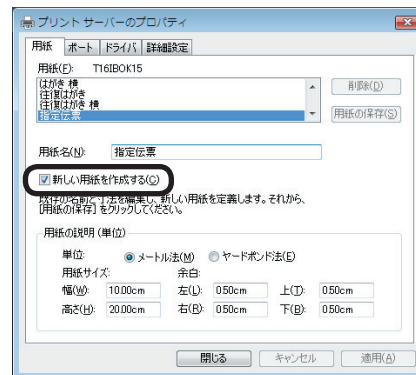 プリント サーバーのプロパティ
用紙 ポート ドライバ 詳細設定
用紙(F): T16IBOK15
はがき 横
往復はがき
往復はがき 横
指定伝票
削除(D)
用紙の保存(S)
用紙名(N): 指定伝票
新しい用紙を作成する(C)
既存の名前と寸法を編集し、新しい用紙を定義します。それから、
[用紙の保存] をクリックしてください。
用紙の説明 (単位)
単位: メートル法(M) ヤードポンド法(E)
用紙サイズ: 余白:
幅(W): 10.00cm 左(L): 0.50cm 上(T): 0.50cm
高さ(H): 20.00cm 右(R): 0.50cm 下(B): 0.50cm
閉じる キャンセル 適用(A)